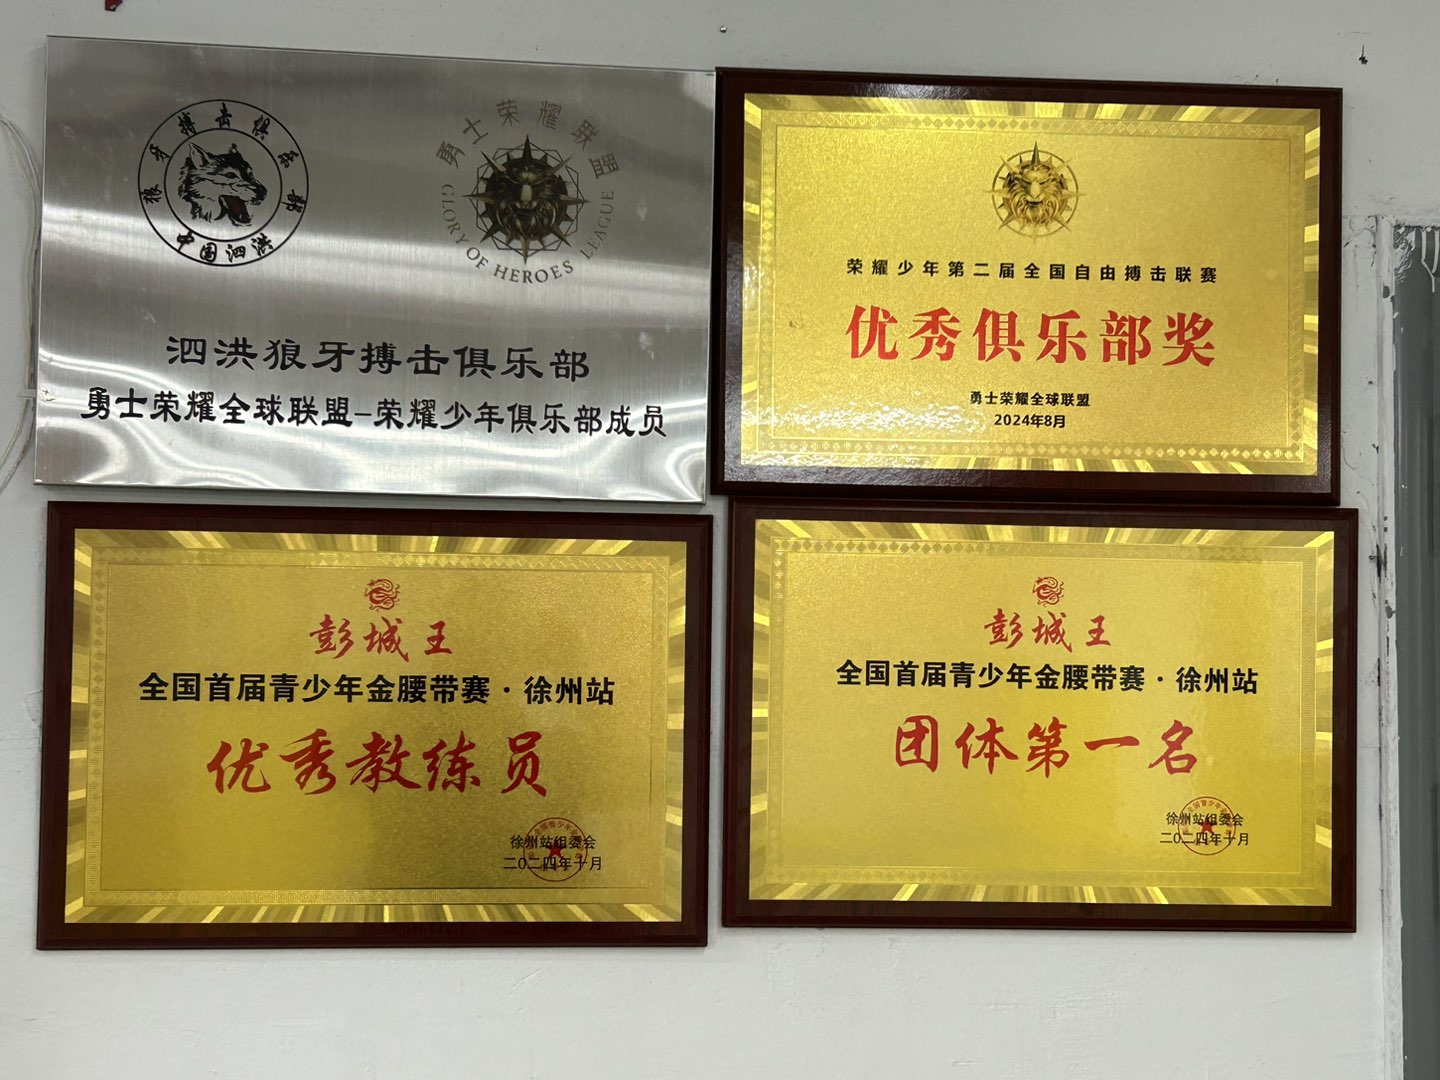 狼牙搏击俱乐部
中国泗洪
勇士荣耀联盟
GLORY OF HEROES LEAGUE
泗洪狼牙搏击俱乐部
勇士荣耀全球联盟-荣耀少年俱乐部成员
荣耀少年第二届全国自由搏击联赛
优秀俱乐部奖
勇士荣耀全球联盟
2024年8月
彭城王
全国首届青少年金腰带赛·徐州站
优秀教练员
徐州站组委会
二〇二四年十月
彭城王
全国首届青少年金腰带赛·徐州站
团体第一名
徐州站组委会
二〇二四年十月